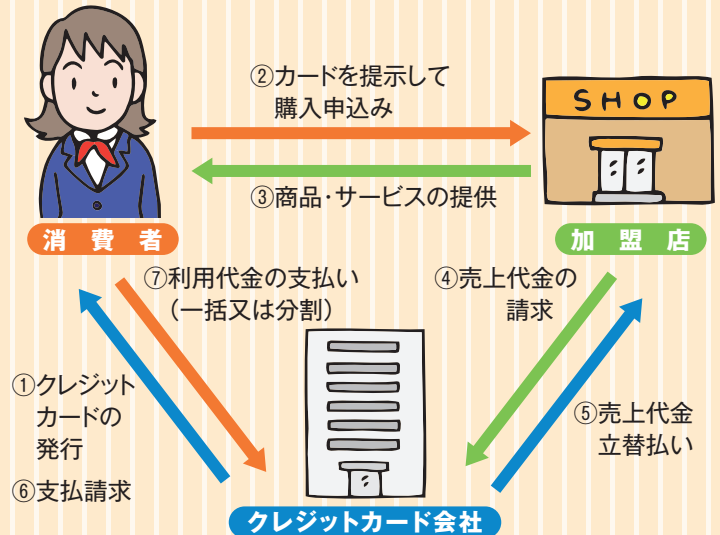 ②カードを提示して
購入申込み
SHOP
③商品・サービスの提供
消費者
加盟店
⑦利用代金の支払い
（一括又は分割）
④売上代金の
請求
①クレジット
カードの
発行
⑥支払請求
⑤売上代金
立替払い
クレジットカード会社